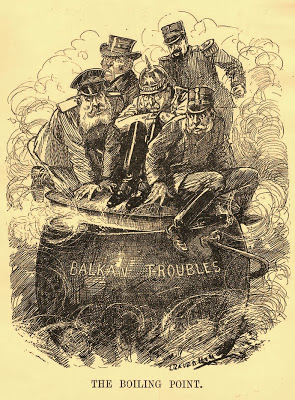 BALKAN TROUBLES
THE BOILING POINT.